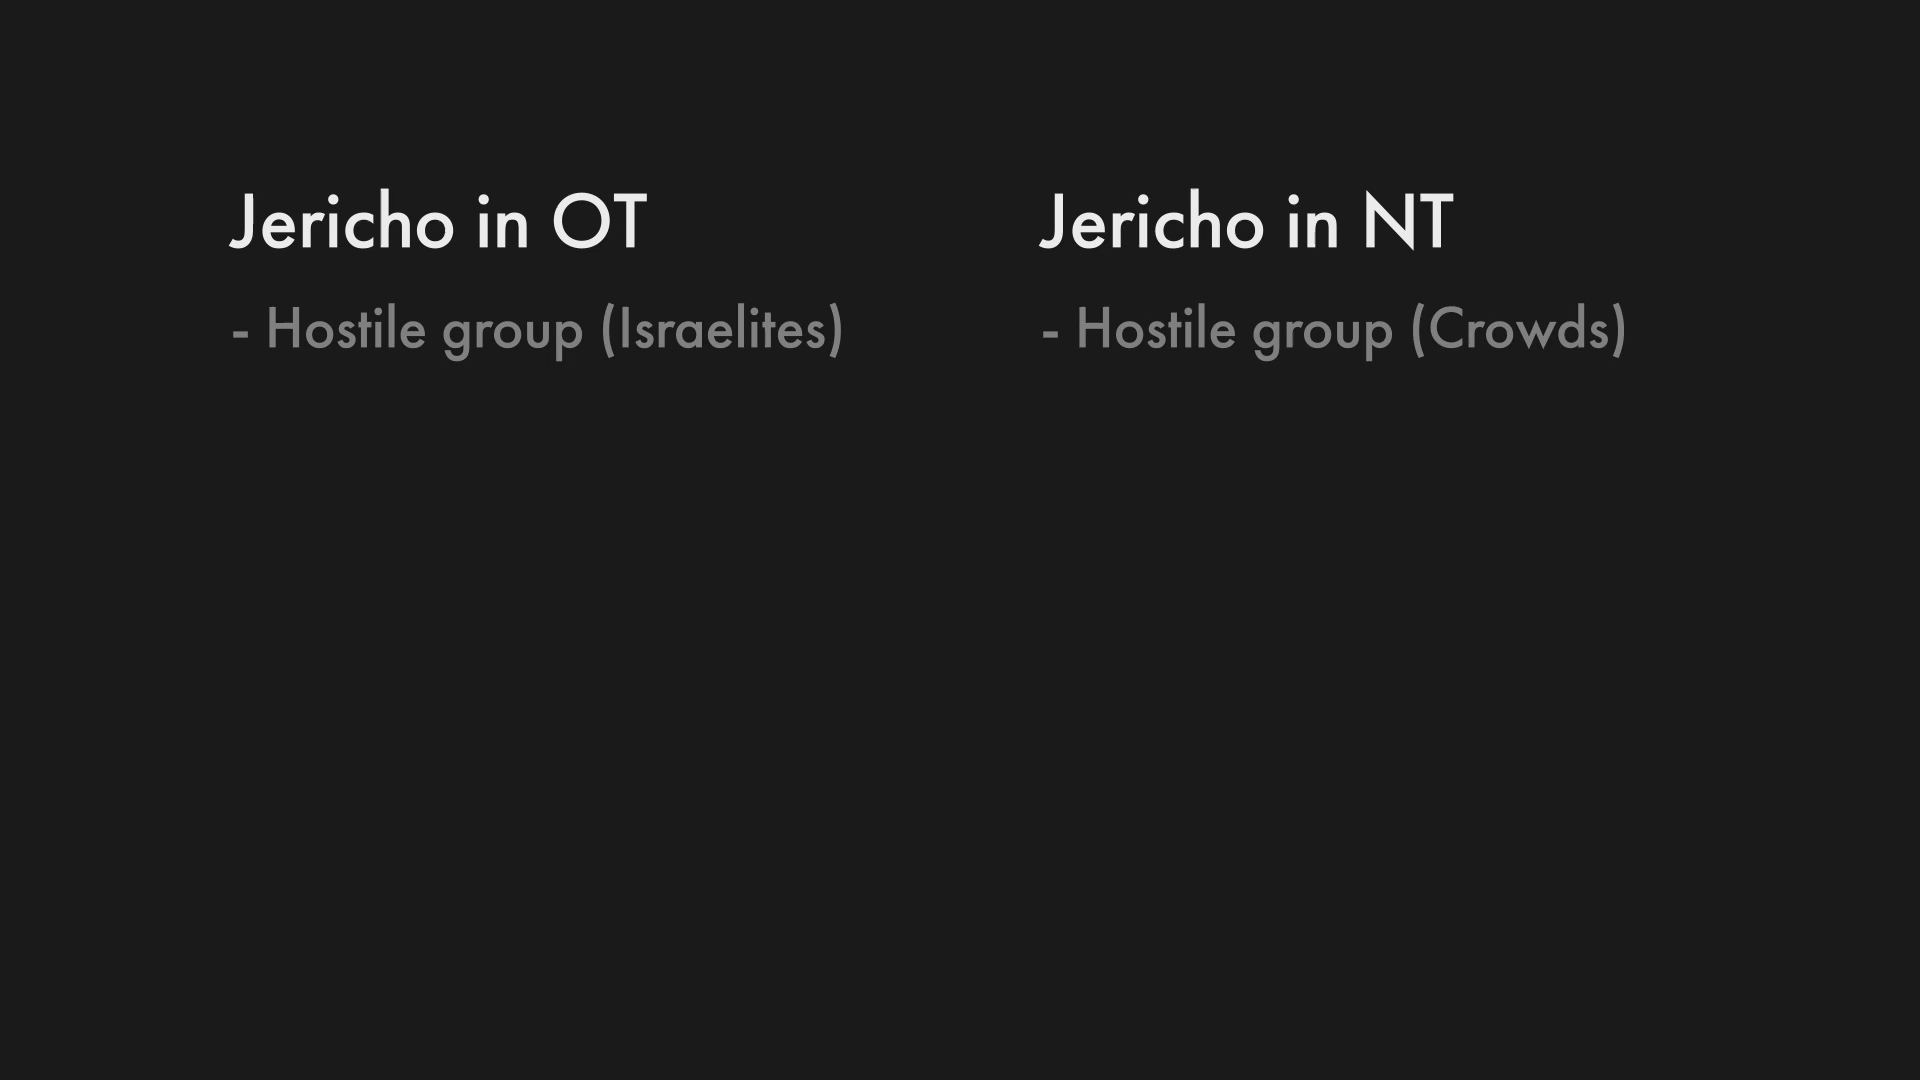 Jericho in OT
- Hostile group (Israelites)
Jericho in NT
- Hostile group (Crowds)